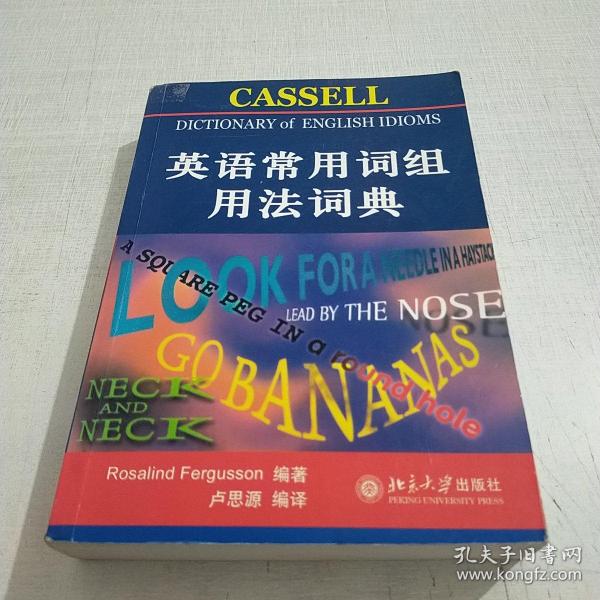 CASSELL
DICTIONARY of ENGLISH IDIOMS
英语常用词组
用法词典
A SQUARE PEG IN a round hole
LOOK FOR A NEEDLE IN A HAYSTACK
LEAD BY THE NOSE
NOSE
GO BANANAS
NECK
AND
NECK
Rosalind Fergusson 编著
卢思源 编译
北京大学出版社
PEKING UNIVERSITY PRESS
孔夫子旧书网
www.kongfz.com